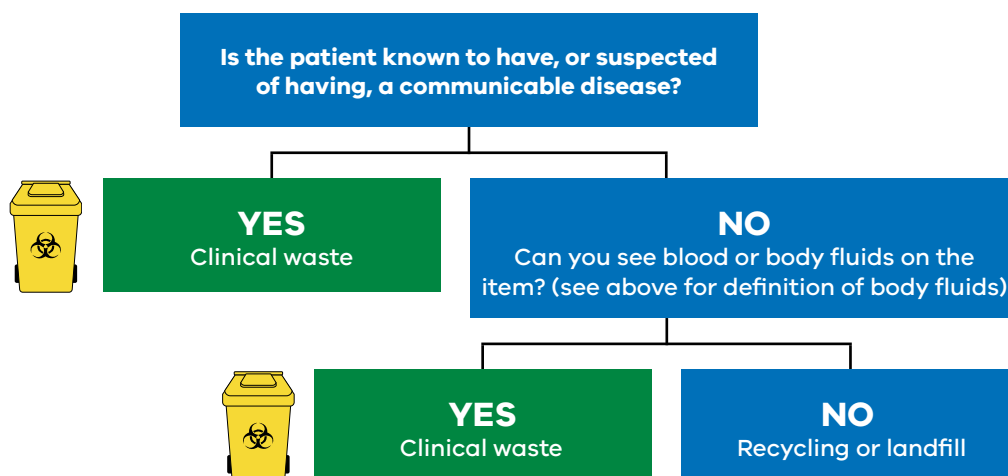 Is the patient known to have, or suspected
of having, a communicable disease?
YES
Clinical waste
NO
Can you see blood or body fluids on the
item? (see above for definition of body fluids)
YES
Clinical waste
NO
Recycling or landfill